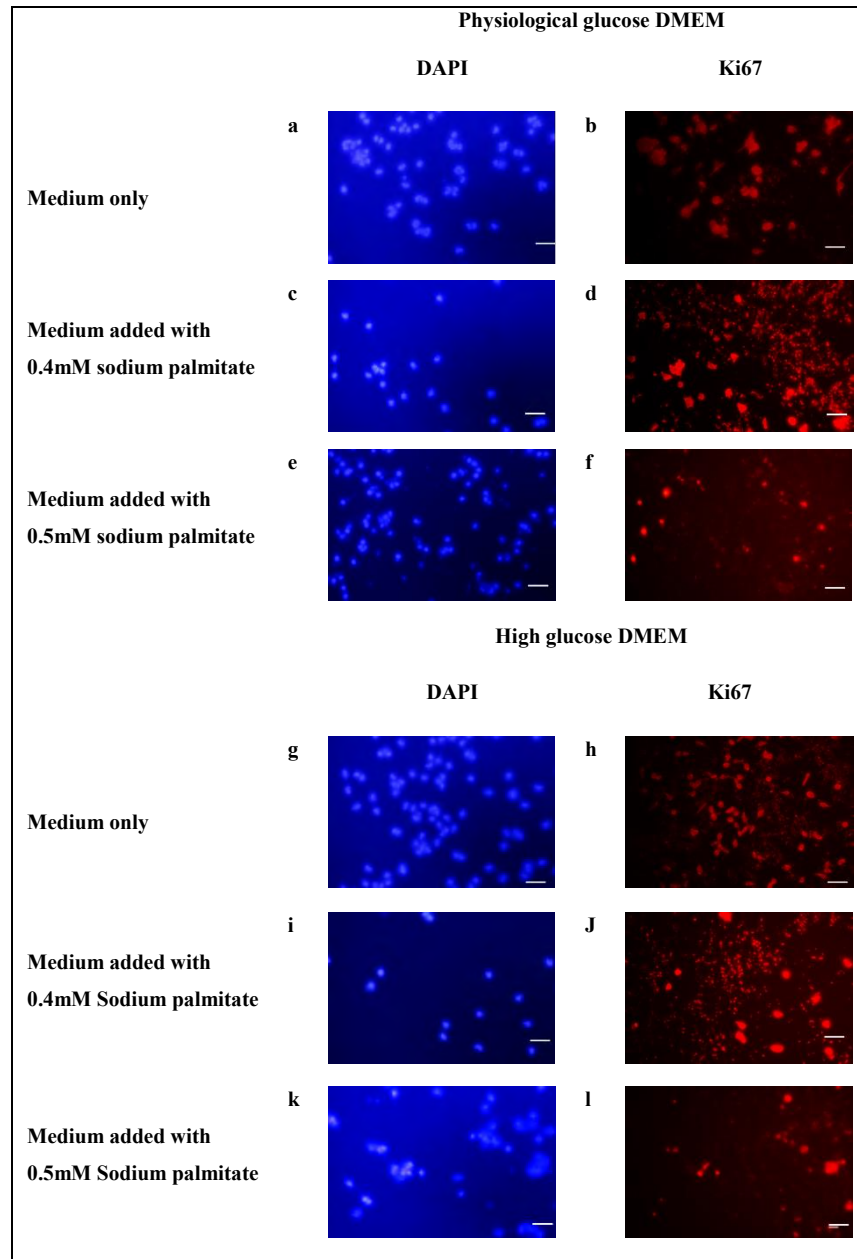 Physiological glucose DMEM
DAPI Ki67
a b
Medium only
c d
Medium added with
0.4mM sodium palmitate
e f
Medium added with
0.5mM sodium palmitate
High glucose DMEM
DAPI Ki67
g h
Medium only
i J
Medium added with
0.4mM Sodium palmitate
k l
Medium added with
0.5mM Sodium palmitate